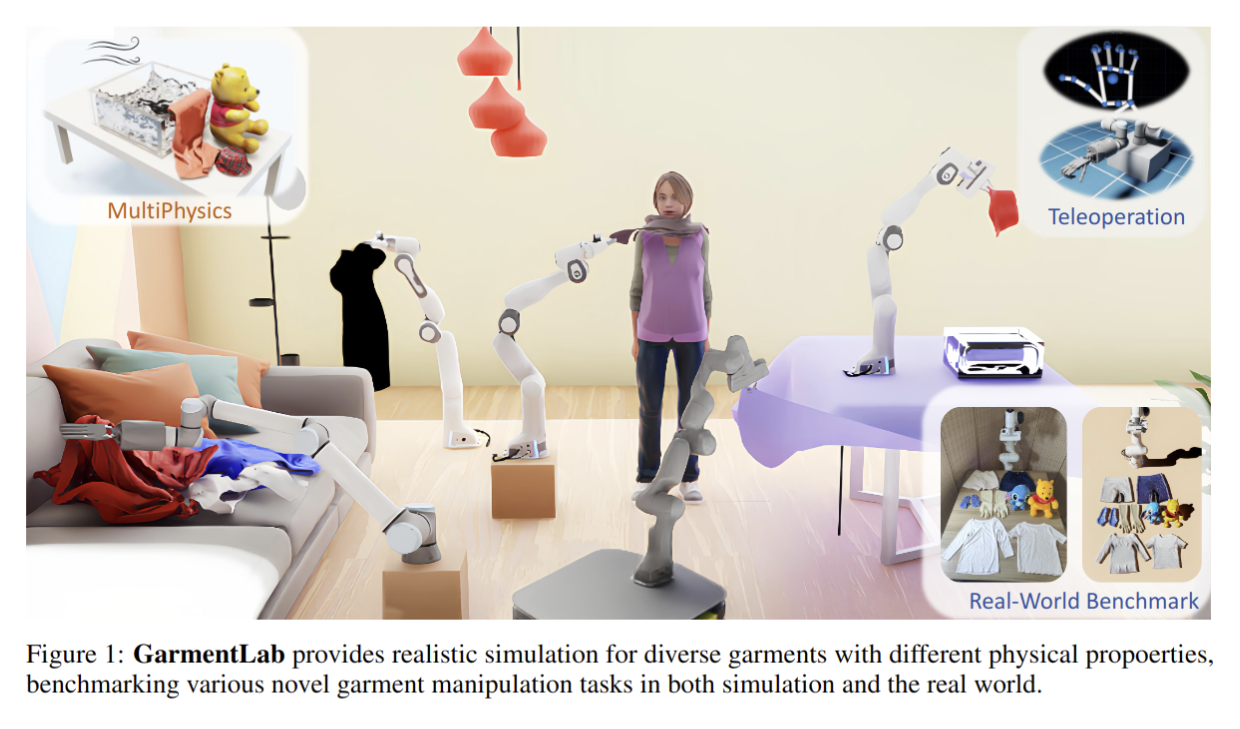 MultiPhysics
Teleoperation
Real-World Benchmark
Figure 1: GarmentLab provides realistic simulation for diverse garments with different physical propoerties,
benchmarking various novel garment manipulation tasks in both simulation and the real world.